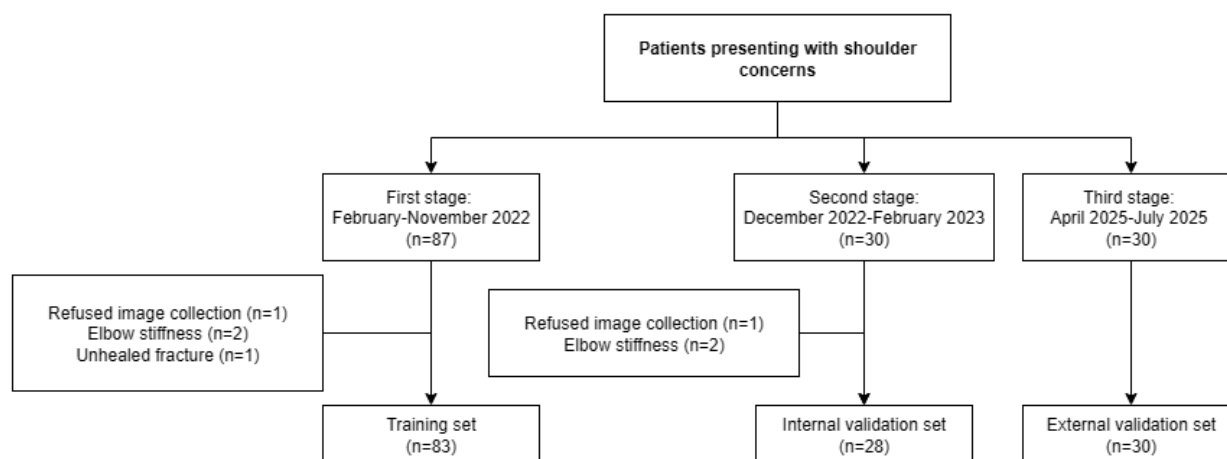 Patients presenting with shoulder
concerns
First stage:
February-November 2022
(n=87)
Second stage:
December 2022-February 2023
(n=30)
Third stage:
April 2025-July 2025
(n=30)
Refused image collection (n=1)
Elbow stiffness (n=2)
Unhealed fracture (n=1)
Refused image collection (n=1)
Elbow stiffness (n=2)
Training set
(n=83)
Internal validation set
(n=28)
External validation set
(n=30)